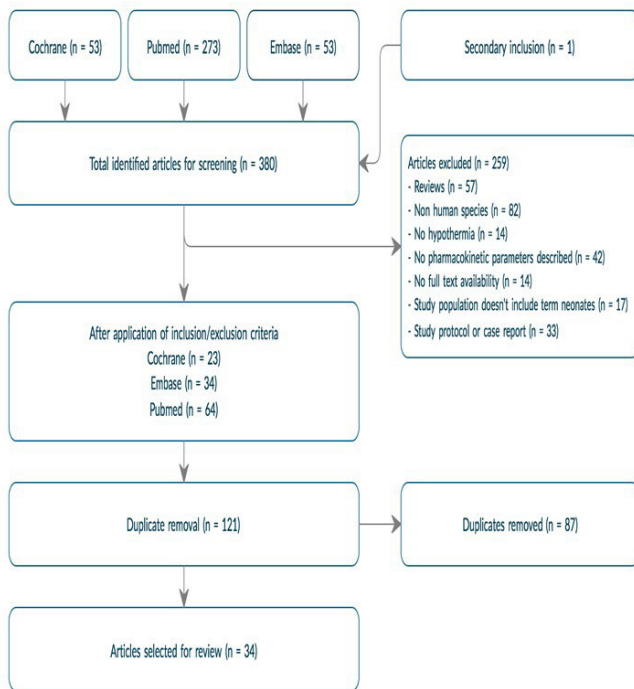 Cochrane (n = 53)
Pubmed (n = 273)
Embase (n = 53)
Secondary inclusion (n = 1)
Total identified articles for screening (n = 380)
Articles excluded (n = 259)
- Reviews (n = 57)
- Non human species (n = 82)
- No hypothermia (n = 14)
- No pharmacokinetic parameters described (n = 42)
- No full text availability (n = 14)
- Study population doesn't include term neonates (n = 17)
- Study protocol or case report (n = 33)
After application of inclusion/exclusion criteria
Cochrane (n = 23)
Embase (n = 34)
Pubmed (n = 64)
Duplicate removal (n = 121)
Duplicates removed (n = 87)
Articles selected for review (n = 34)